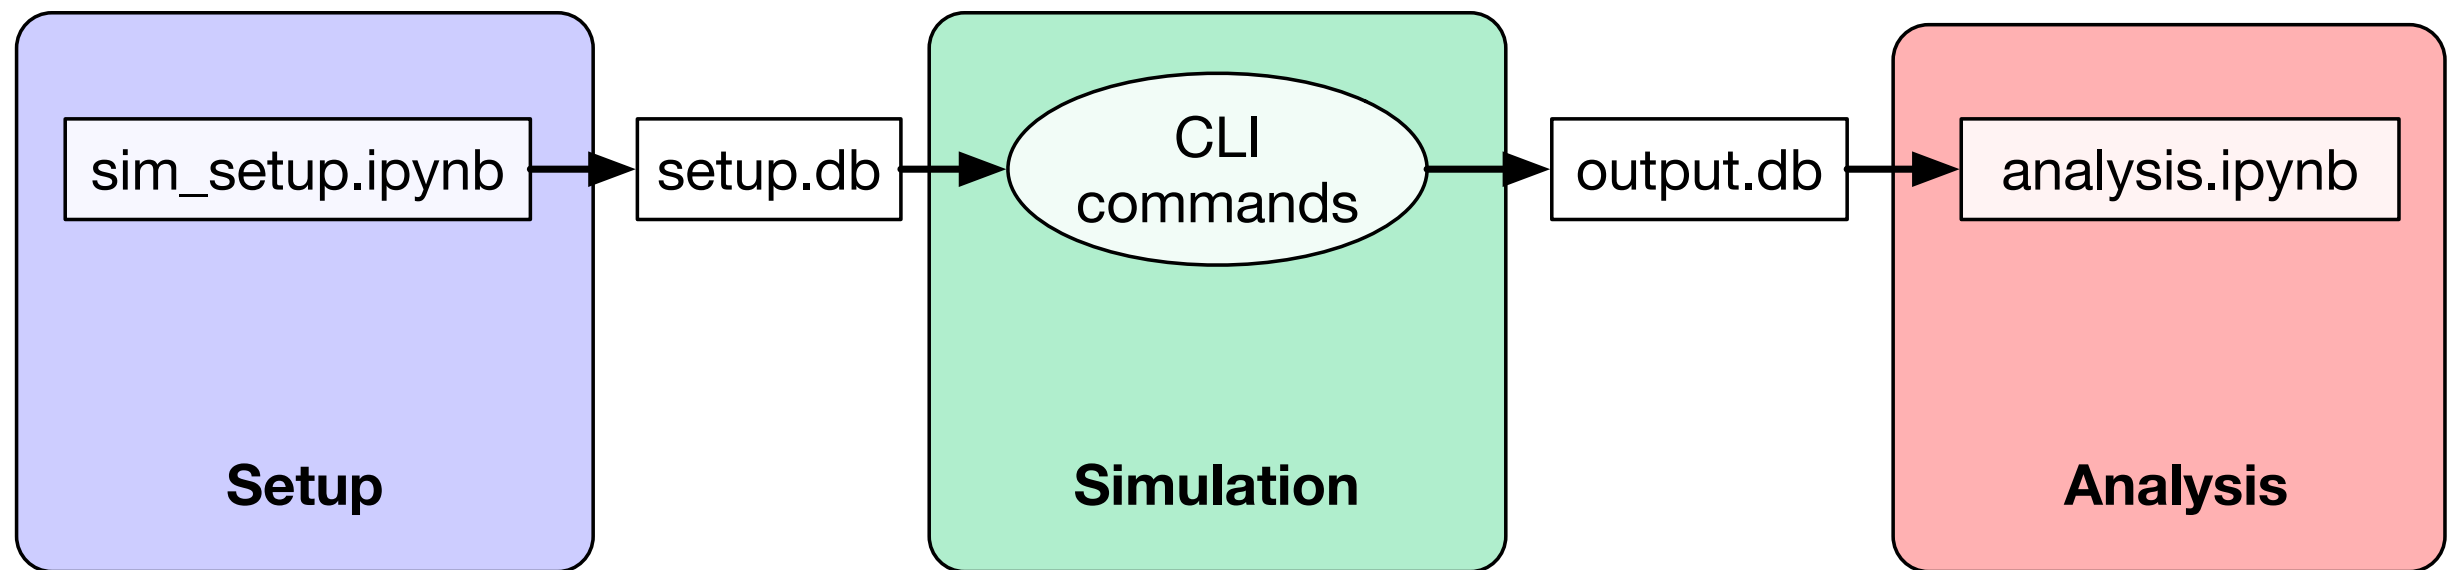 sim_setup.ipynb
setup.db
CLI
commands
output.db
analysis.ipynb
Setup
Simulation
Analysis